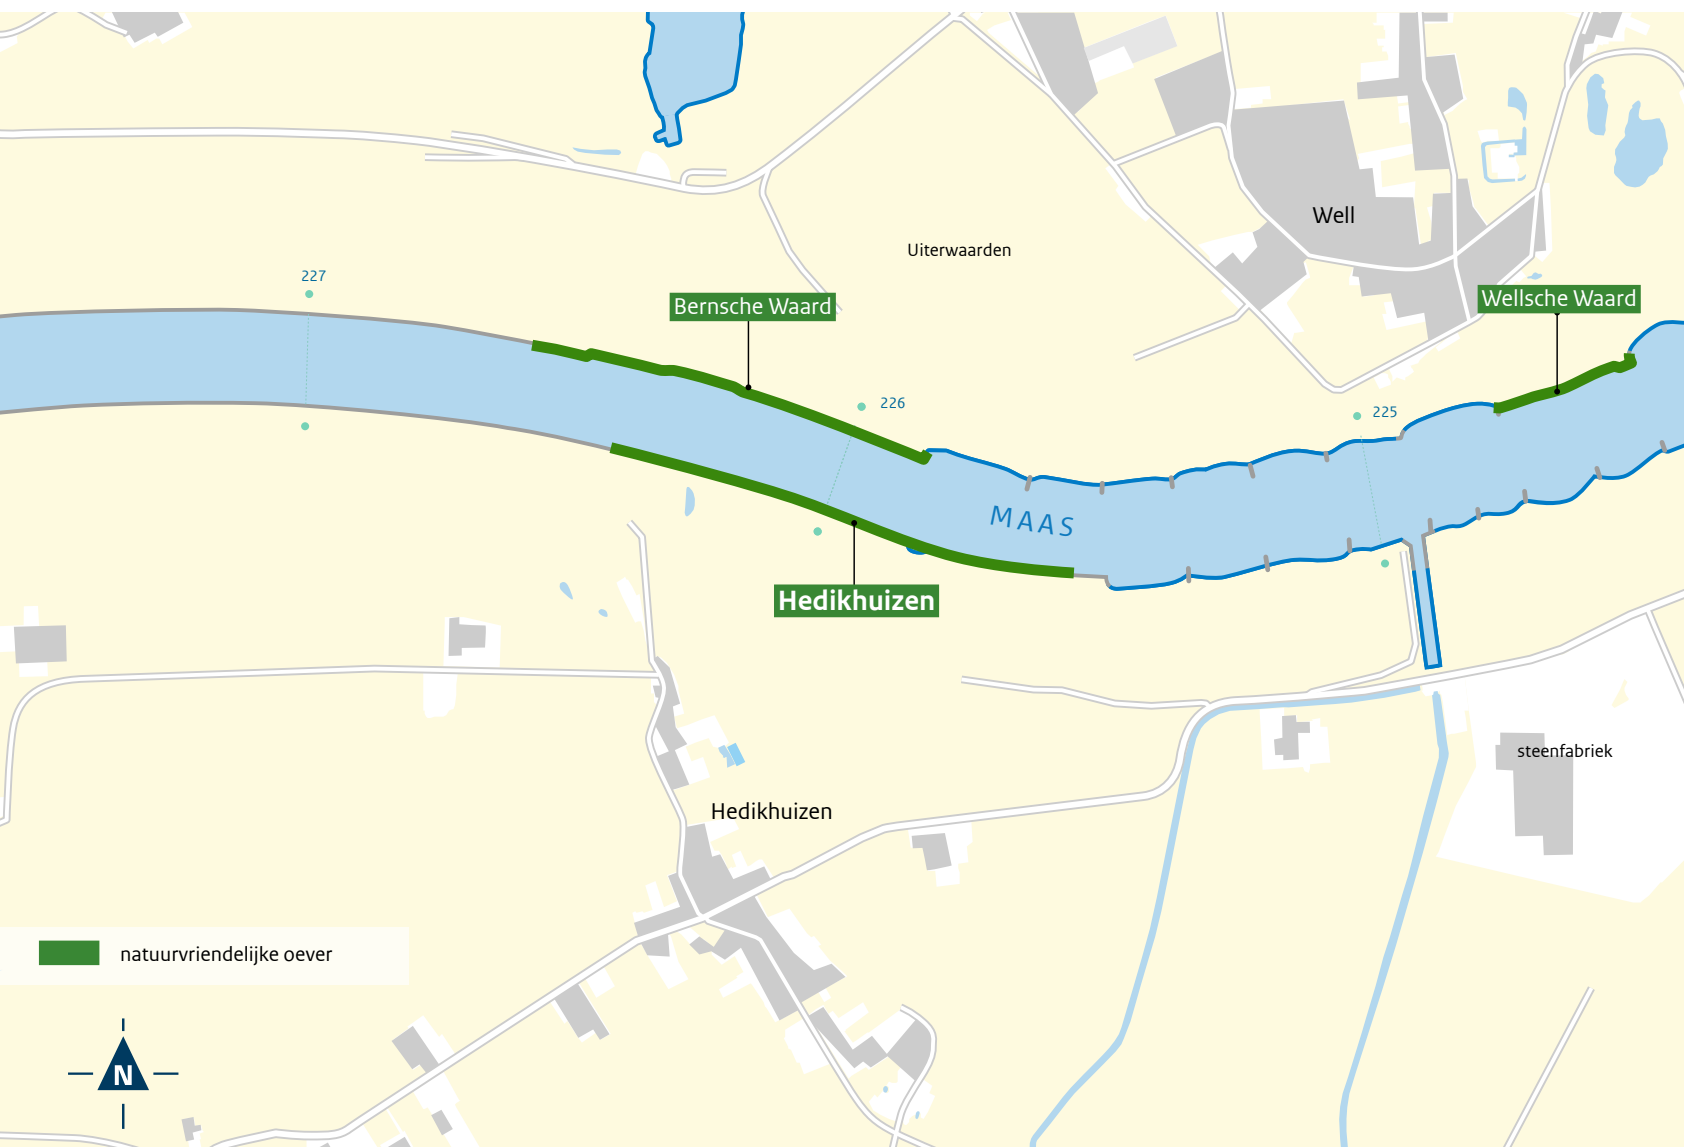 Well
Uiterwaarden
227
Bernsche Waard
Wellsche Waard
226
225
MAAS
Hedikhuizen
steenfabriek
Hedikhuizen
natuurvriendelijke oever
N